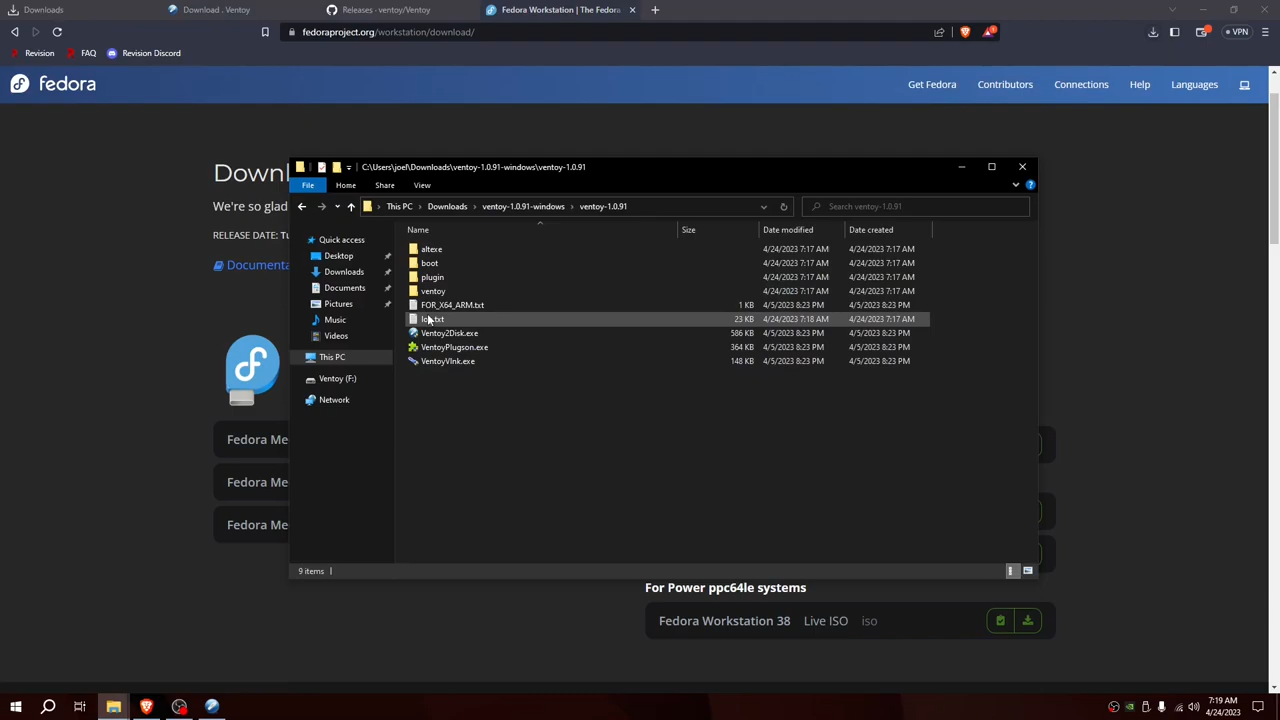 Downloads
Download . Ventoy
Releases · ventoy/Ventoy
Fedora Workstation | The Fedora
fedoraproject.org/workstation/download/
VPN
Revision
FAQ
Revision Discord
fedora
Get Fedora
Contributors
Connections
Help
Languages
Downl
We're so glad
RELEASE DATE: Tu
Documenta
C:\Users\joel\Downloads\ventoy-1.0.91-windows\ventoy-1.0.91
File
Home
Share
View
This PC
Downloads
ventoy-1.0.91-windows
ventoy-1.0.91
Search ventoy-1.0.91
Name
Size
Date modified
Date created
Quick access
Desktop
Downloads
Documents
Pictures
Music
Videos
This PC
Ventoy (F:)
Network
altexe 4/24/2023 7:17 AM 4/24/2023 7:17 AM
boot 4/24/2023 7:17 AM 4/24/2023 7:17 AM
plugin 4/24/2023 7:17 AM 4/24/2023 7:17 AM
ventoy 4/24/2023 7:17 AM 4/24/2023 7:17 AM
FOR_X64_ARM.txt 1 KB 4/5/2023 8:23 PM 4/5/2023 8:23 PM
log.txt 23 KB 4/24/2023 7:18 AM 4/24/2023 7:17 AM
Ventoy2Disk.exe 586 KB 4/5/2023 8:23 PM 4/5/2023 8:23 PM
VentoyPlugson.exe 364 KB 4/5/2023 8:23 PM 4/5/2023 8:23 PM
VentoyVlnk.exe 148 KB 4/5/2023 8:23 PM 4/5/2023 8:23 PM
9 items
Fedora Me
Fedora Me
Fedora Me
For Power ppc64le systems
Fedora Workstation 38 Live ISO iso
7:19 AM
4/24/2023